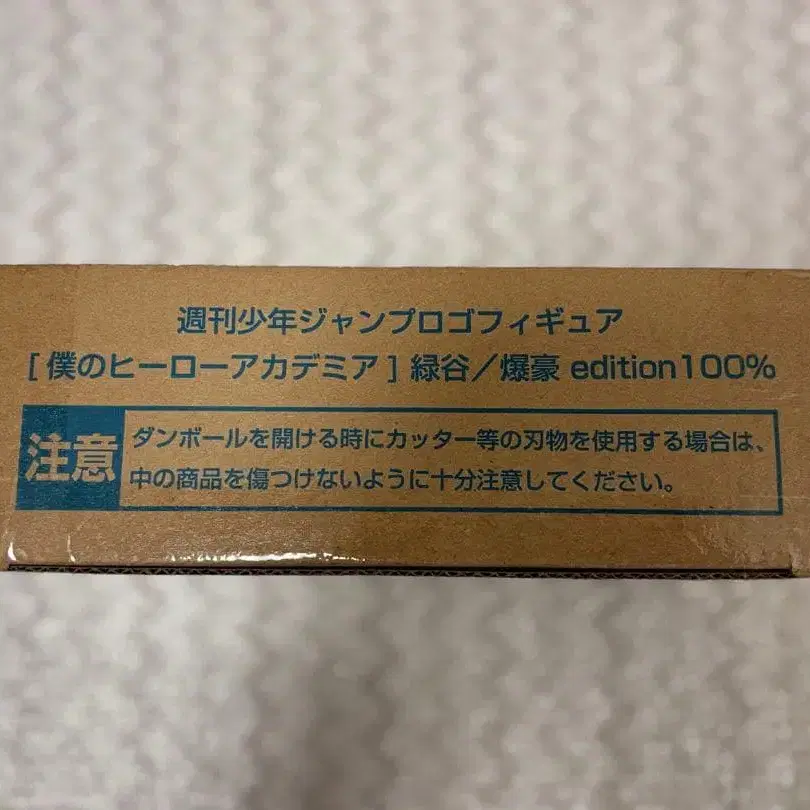 週刊少年ジャンプロゴフィギュア
[ 僕のヒーローアカデミア ] 緑谷／爆豪 edition100%
注意
ダンボールを開ける時にカッター等の刃物を使用する場合は、
中の商品を傷つけないように十分注意してください。